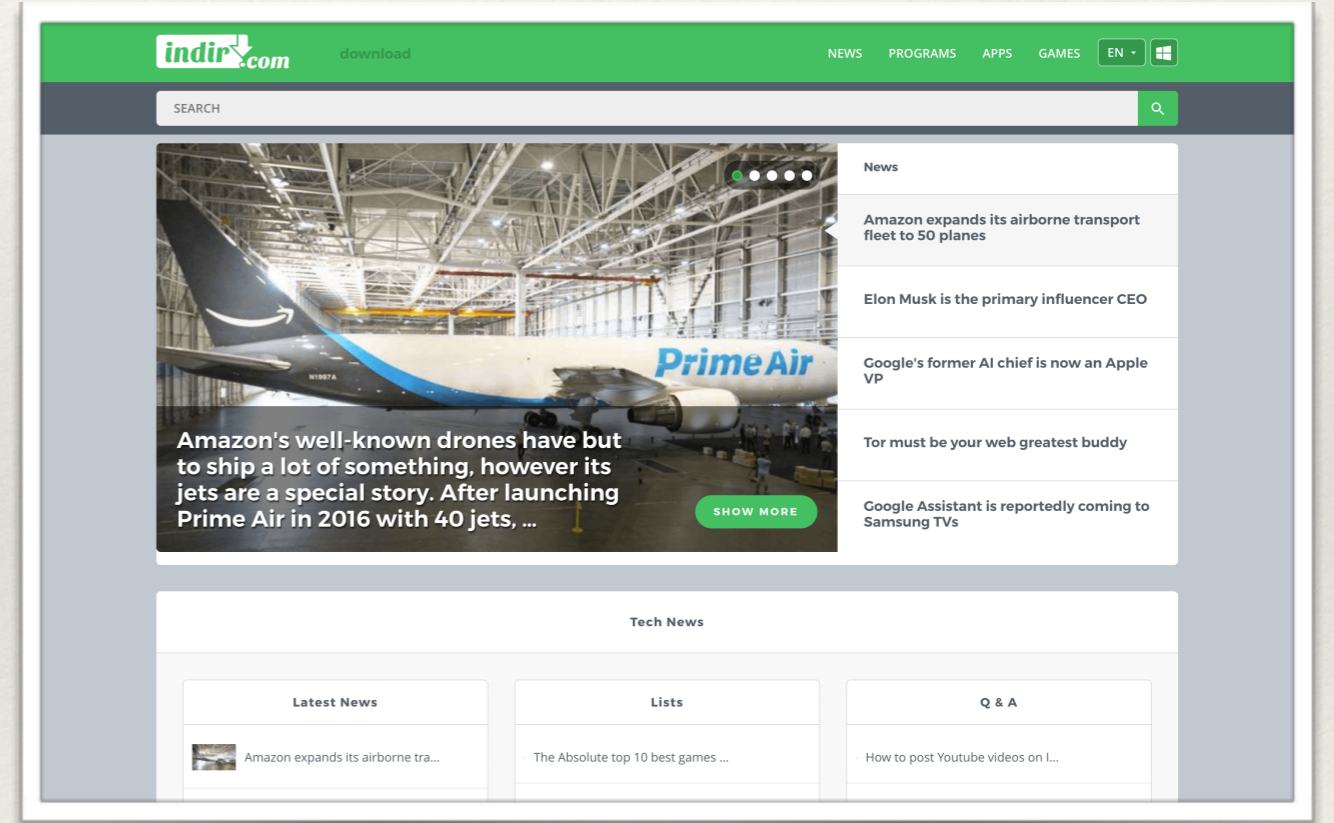 indir.com
download
NEWS PROGRAMS APPS GAMES EN
SEARCH
News
Amazon expands its airborne transport
fleet to 50 planes
Elon Musk is the primary influencer CEO
Google's former AI chief is now an Apple
VP
Tor must be your web greatest buddy
Google Assistant is reportedly coming to
Samsung TVs
Prime Air
N1997A
Amazon's well-known drones have but
to ship a lot of something, however its
jets are a special story. After launching
Prime Air in 2016 with 40 jets, ...
SHOW MORE
Tech News
Latest News
Amazon expands its airborne tra...
Lists
The Absolute top 10 best games ...
Q & A
How to post Youtube videos on I...